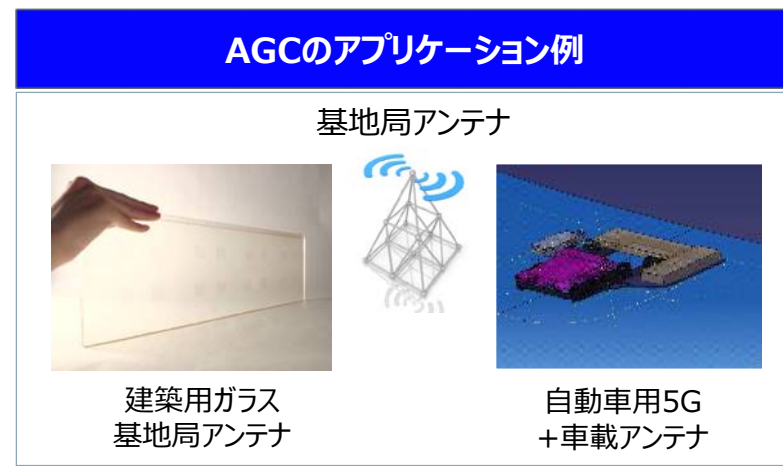 AGCのアプリケーション例
基地局アンテナ
建築用ガラス
基地局アンテナ
自動車用5G
+車載アンテナ